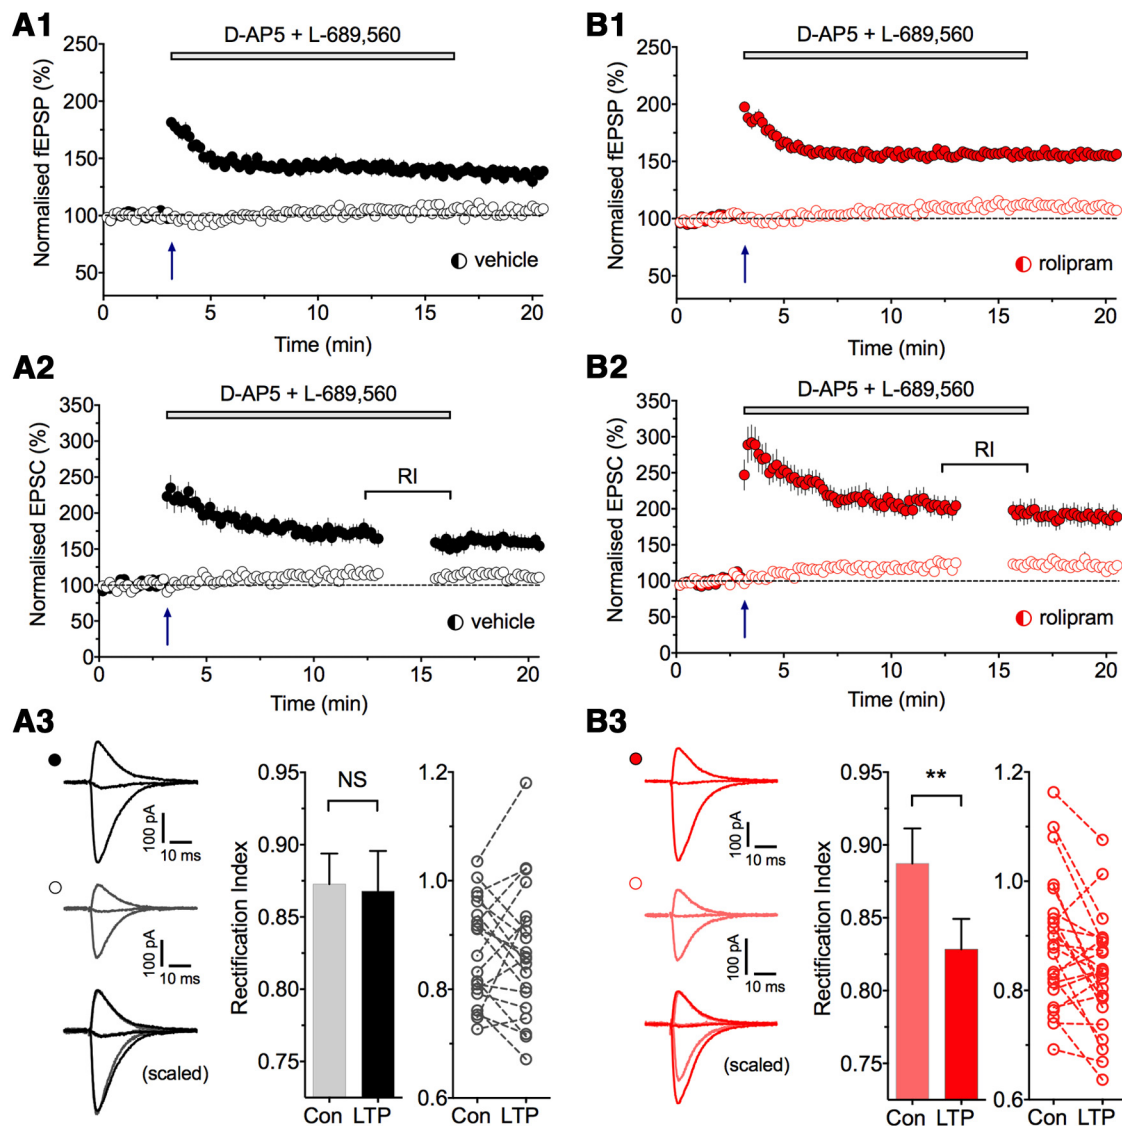 A1
D-AP5 + L-689,560
Normalised fEPSP (%)
250
200
150
100
50
vehicle
0 5 10 15 20
Time (min)
B1
D-AP5 + L-689,560
Normalised fEPSP (%)
250
200
150
100
50
rolipram
0 5 10 15 20
Time (min)
A2
D-AP5 + L-689,560
Normalised EPSC (%)
350
300
250
200
150
100
50
0
RI
vehicle
0 5 10 15 20
Time (min)
B2
D-AP5 + L-689,560
Normalised EPSC (%)
350
300
250
200
150
100
50
0
RI
rolipram
0 5 10 15 20
Time (min)
A3
100 pA
10 ms
100 pA
10 ms
(scaled)
Rectification Index
0.95
0.90
0.85
0.80
0.75
NS
Con LTP
1.2
1.0
0.8
0.6
Con LTP
B3
100 pA
10 ms
100 pA
10 ms
(scaled)
Rectification Index
0.95
0.90
0.85
0.80
0.75
**
Con LTP
1.2
1.0
0.8
0.6
Con LTP